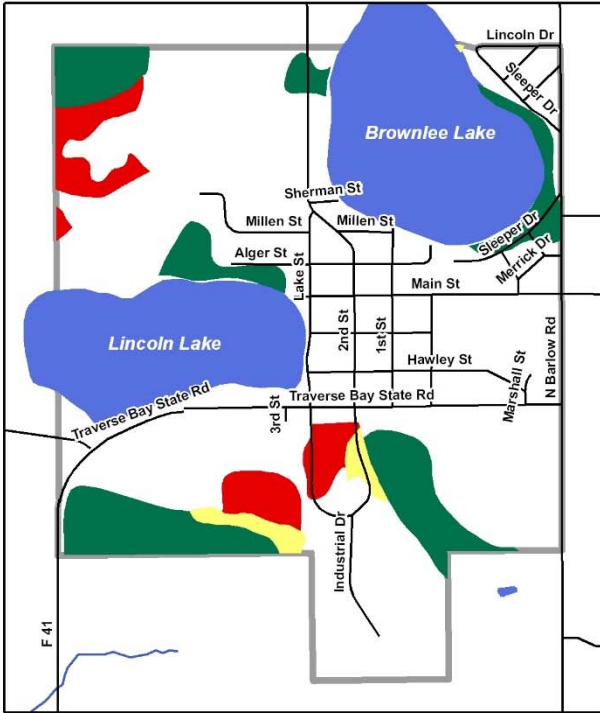 Lincoln Dr
Sleeper Dr
Brownlee Lake
Sherman St
Millen St
Millen St
Sleeper Dr
Alger St
Merrick Dr
Lake St
Main St
N Barlow Rd
2nd St
1st St
Lincoln Lake
Hawley St
Marshall St
Traverse Bay State Rd
Traverse Bay State Rd
3rd St
Industrial Dr
F 41